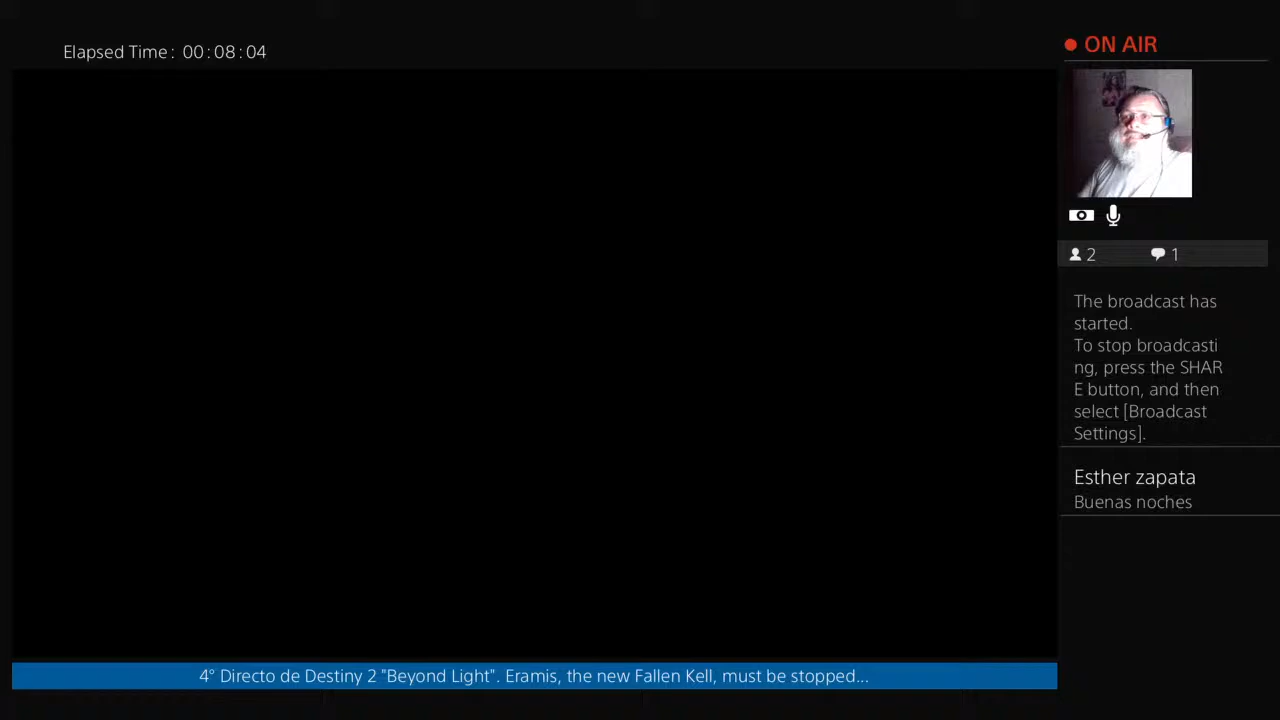 Elapsed Time: 00:08:04
ON AIR
2 1
The broadcast has
started.
To stop broadcasti
ng, press the SHAR
E button, and then
select [Broadcast
Settings].
Esther zapata
Buenas noches
4° Directo de Destiny 2 "Beyond Light". Eramis, the new Fallen Kell, must be stopped...